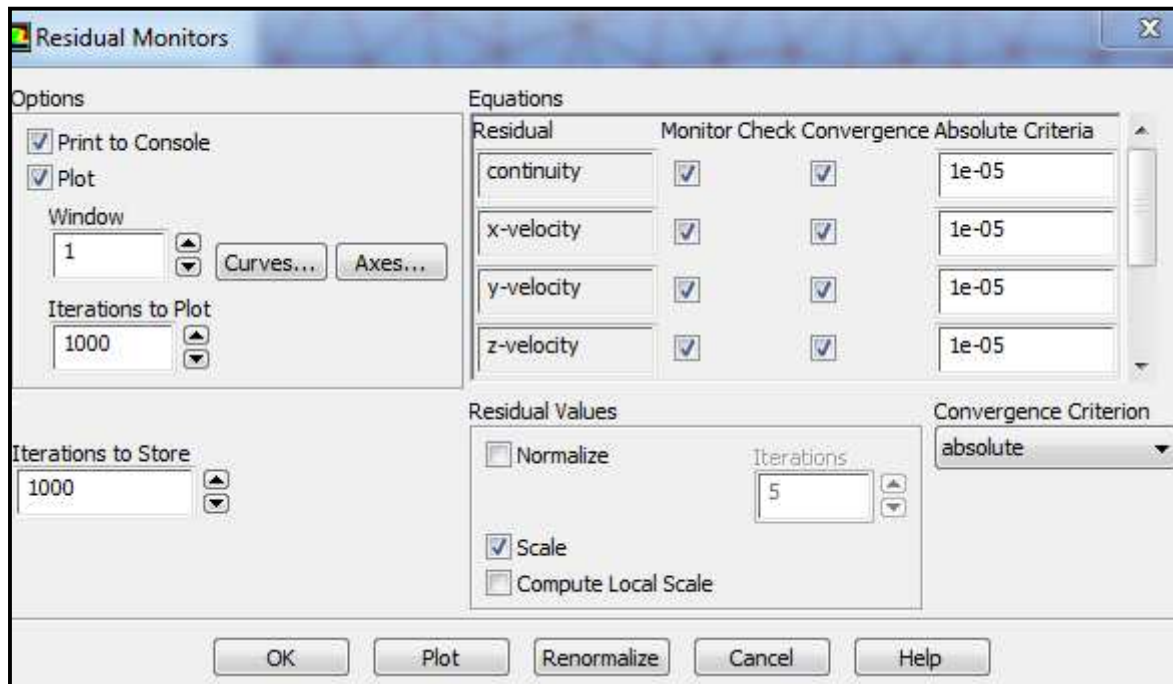 Residual Monitors
Options
Print to Console
Plot
Window
1
Curves...
Axes...
Iterations to Plot
1000
Iterations to Store
1000
Equations
Residual Monitor Check Convergence Absolute Criteria
continuity 1e-05
x-velocity 1e-05
y-velocity 1e-05
z-velocity 1e-05
Residual Values
Normalize
Iterations
5
Scale
Compute Local Scale
Convergence Criterion
absolute
OK Plot Renormalize Cancel Help